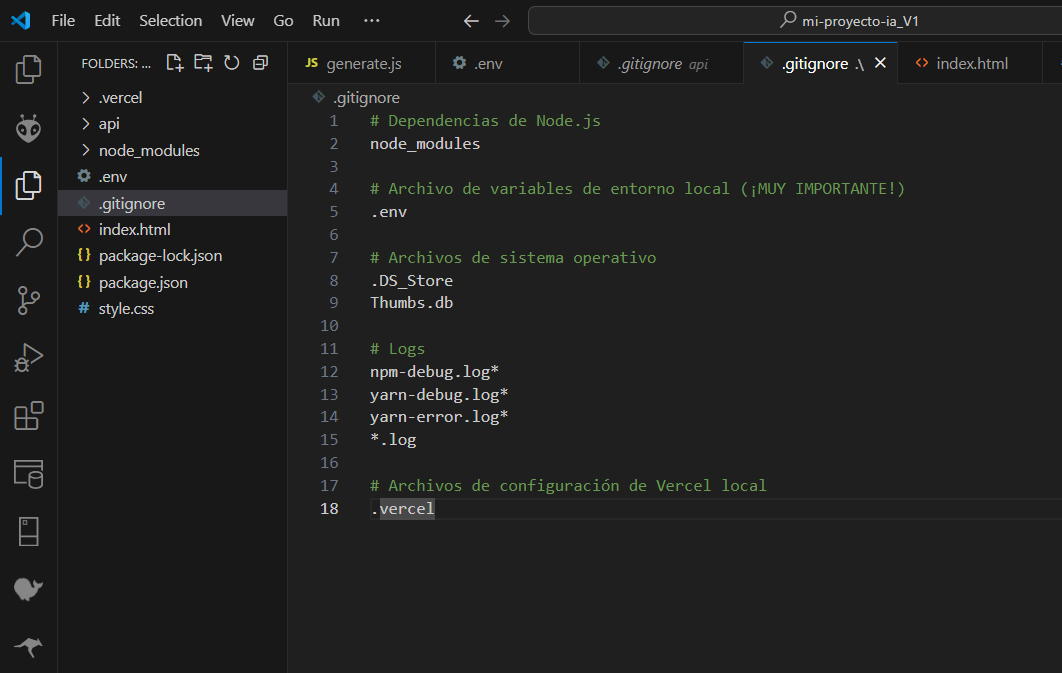 File Edit Selection View Go Run ··· mi-proyecto-ia_V1
FOLDERS: ...
.vercel
api
node_modules
.env
.gitignore
index.html
package-lock.json
package.json
style.css
JS generate.js .env .gitignore api .gitignore .\ index.html
.gitignore
1 # Dependencias de Node.js
2 node_modules
3
4 # Archivo de variables de entorno local (¡MUY IMPORTANTE!)
5 .env
6
7 # Archivos de sistema operativo
8 .DS_Store
9 Thumbs.db
10
11 # Logs
12 npm-debug.log*
13 yarn-debug.log*
14 yarn-error.log*
15 *.log
16
17 # Archivos de configuración de Vercel local
18 .vercel